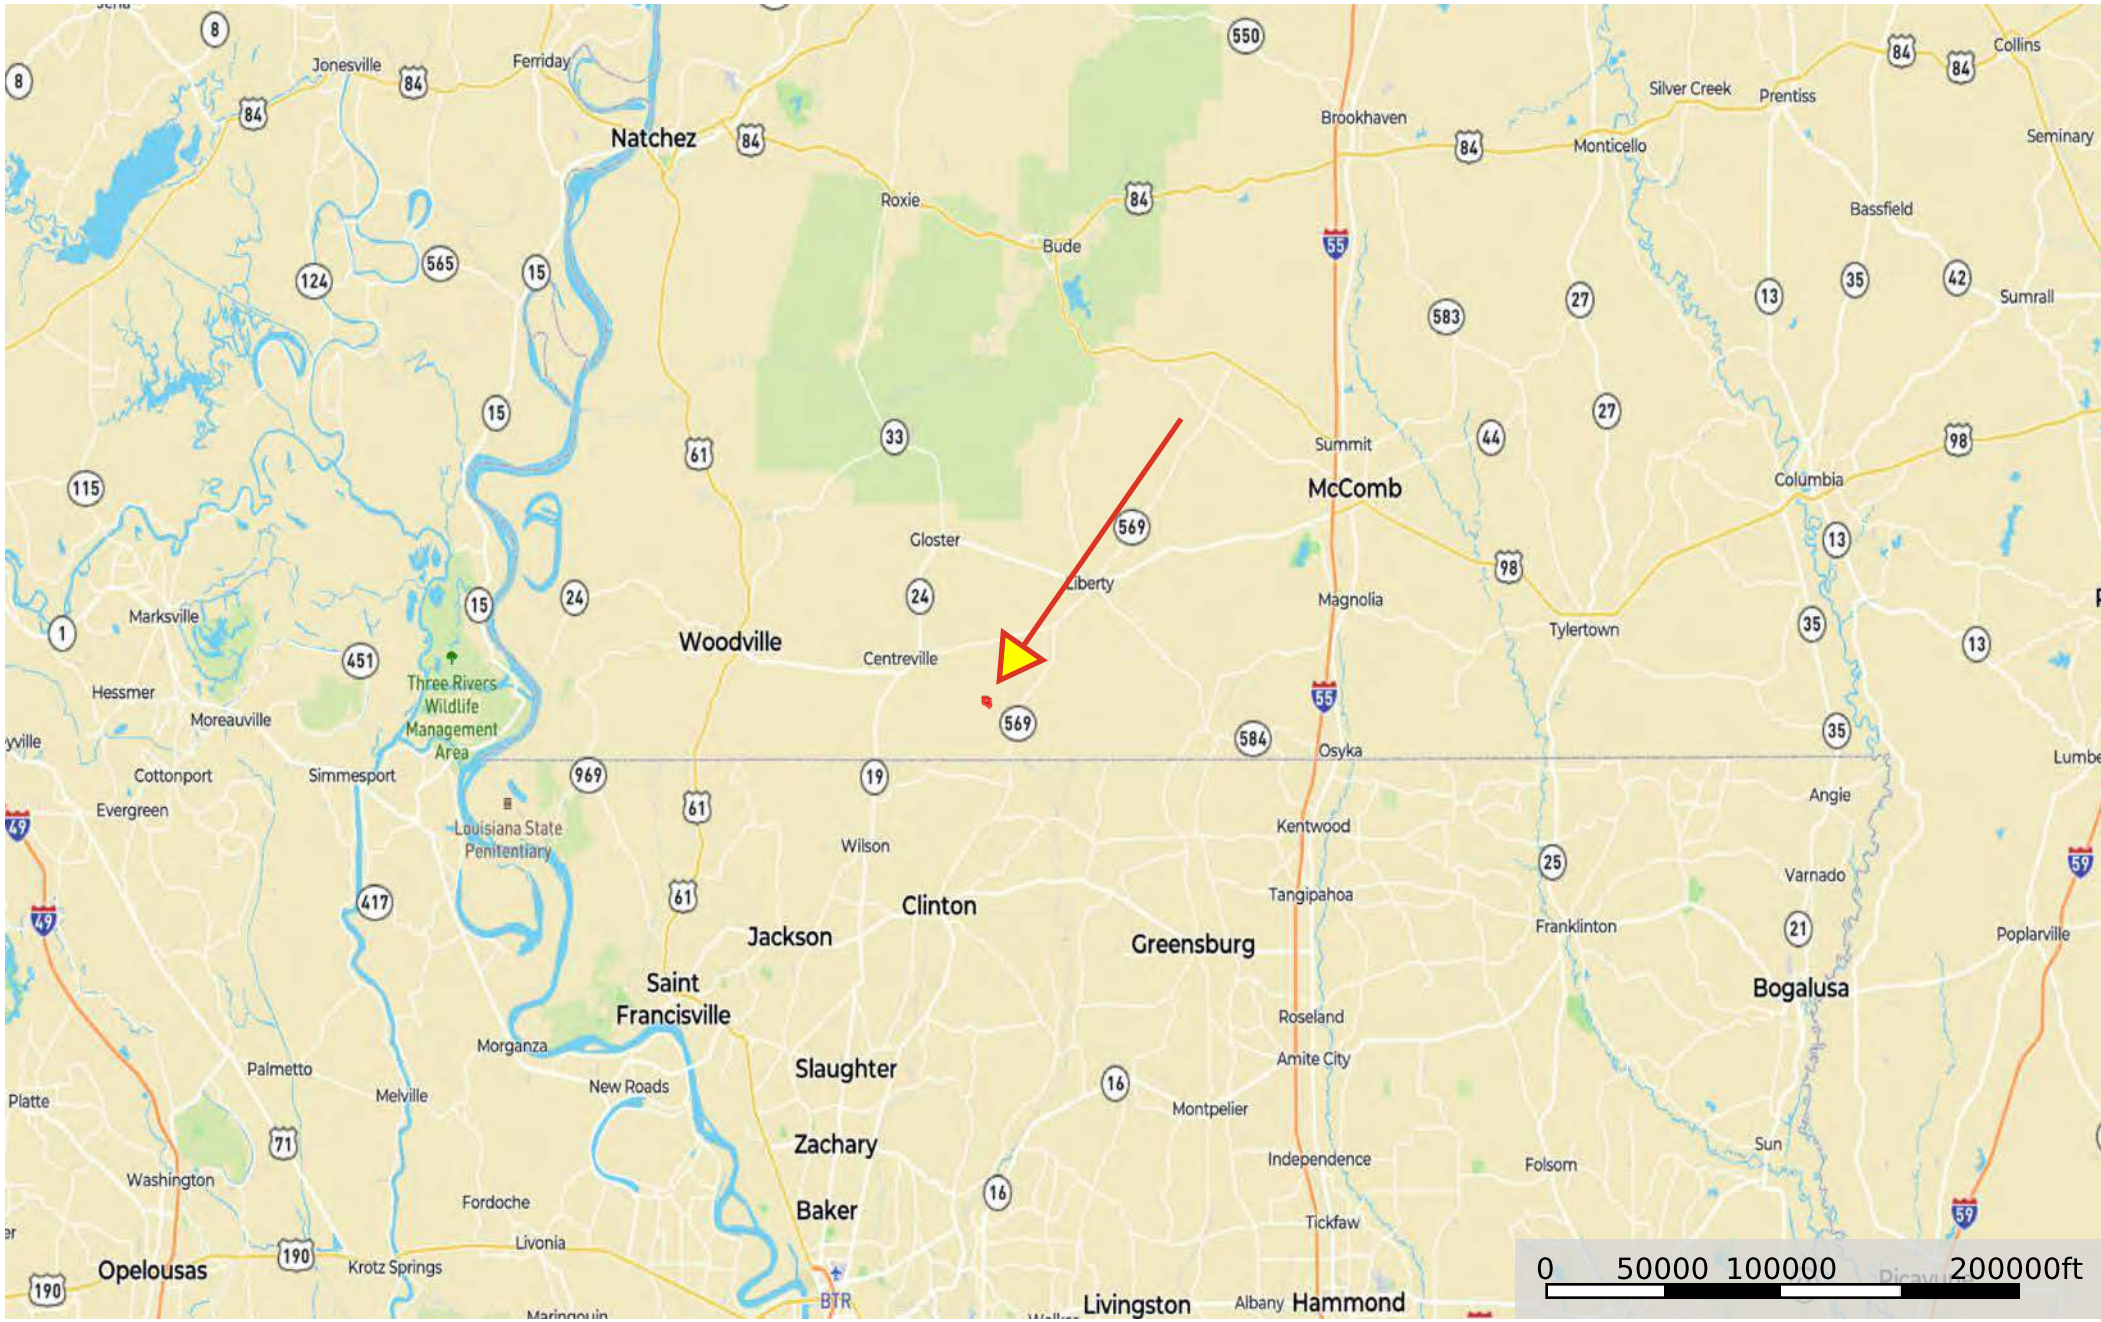 Jena
8
550
84
84
Collins
8
Jonesville
84
Ferriday
Silver Creek
Prentiss
84
Natchez
84
Brookhaven
84
Monticello
Seminary
Roxie
84
Bassfield
Bude
55
565
15
124
583
27
13
35
42
Sumrall
15
33
61
Summit
44
27
98
115
McComb
Columbia
Gloster
569
13
98
Liberty
Marksville
15
24
24
Magnolia
1
451
Woodville
Centreville
Tylertown
35
13
Three Rivers
Wildlife
Management
Area
Hessmer
Moreauville
55
569
584
Osyka
35
yville
Cottonport
Simmesport
969
19
Lumbe
Evergreen
49
Louisiana State
Penitentiary
61
Angie
Kentwood
Wilson
25
59
Varnado
417
61
Tangipahoa
49
Clinton
Jackson
Greensburg
Franklinton
21
Poplarville
Saint
Francisville
Bogalusa
Roseland
Morganza
Amite City
Palmetto
Slaughter
New Roads
16
Platte
Melville
Montpelier
71
Zachary
Sun
Washington
Independence
Folsom
16
Fordoche
Baker
Tickfaw
59
er
Livonia
190
Opelousas
Krotz Springs
190
BTR
Maringouin
Walker
Livingston
Albany
Hammond
Picayune
0 50000 100000 200000ft